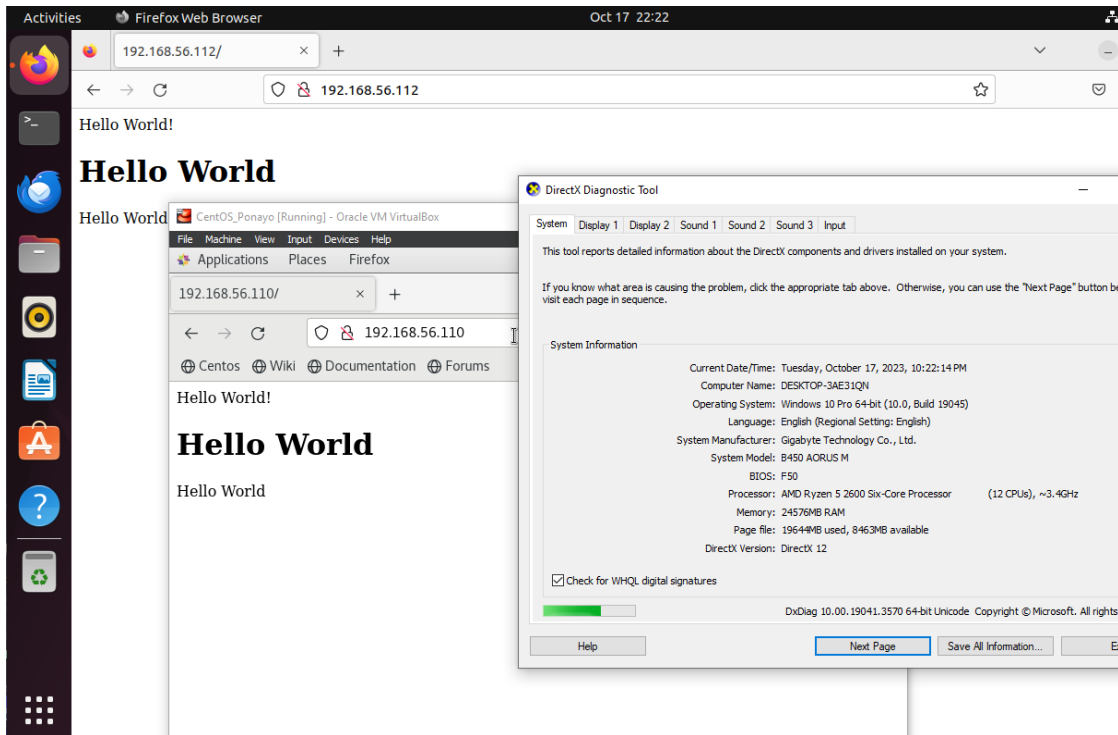 Activities Firefox Web Browser Oct 17 22:22
192.168.56.112/
192.168.56.112
Hello World!
Hello World
Hello World
CentOS_Ponayo [Running] - Oracle VM VirtualBox
File Machine View Input Devices Help
Applications Places Firefox
192.168.56.110/
192.168.56.110
Centos Wiki Documentation Forums
Hello World!
Hello World
Hello World
DirectX Diagnostic Tool
System Display 1 Display 2 Sound 1 Sound 2 Sound 3 Input
This tool reports detailed information about the DirectX components and drivers installed on your system.
If you know what area is causing the problem, click the appropriate tab above. Otherwise, you can use the "Next Page" button be
visit each page in sequence.
System Information
Current Date/Time: Tuesday, October 17, 2023, 10:22:14 PM
Computer Name: DESKTOP-3AE31QN
Operating System: Windows 10 Pro 64-bit (10.0, Build 19045)
Language: English (Regional Setting: English)
System Manufacturer: Gigabyte Technology Co., Ltd.
System Model: B450 AORUS M
BIOS: F50
Processor: AMD Ryzen 5 2600 Six-Core Processor (12 CPUs), ~3.4GHz
Memory: 24576MB RAM
Page file: 19644MB used, 8463MB available
DirectX Version: DirectX 12
Check for WHQL digital signatures
DxDiag 10.00.19041.3570 64-bit Unicode Copyright © Microsoft. All rights
Help Next Page Save All Information...